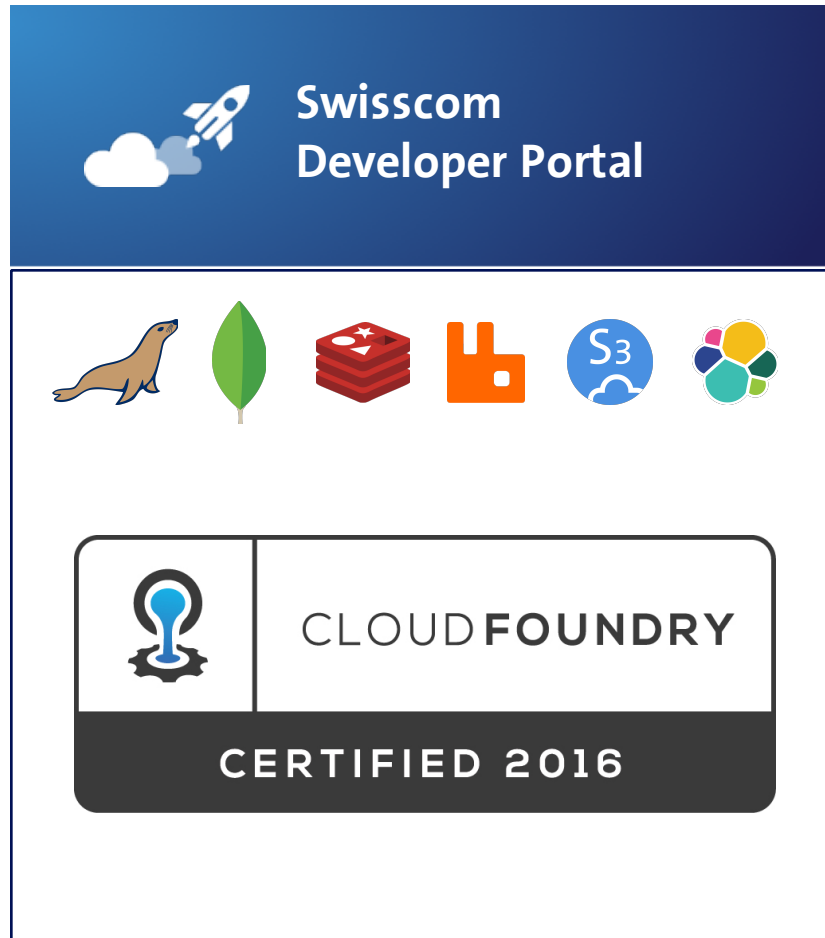 Swisscom
Developer Portal
S3
CLOUDFOUNDRY
CERTIFIED 2016